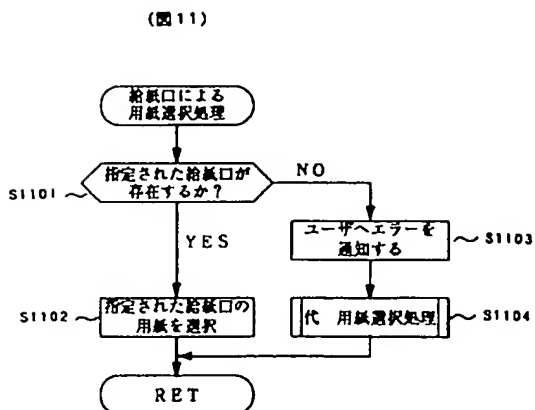 (図11)
給紙口による
用紙選択処理
指定された給紙口が
存在するか?
NO
S1101
YES
ユーザへエラーを
通知する
S1103
S1102
指定された給紙口の
用紙を選択
代 用紙選択処理
S1104
RET